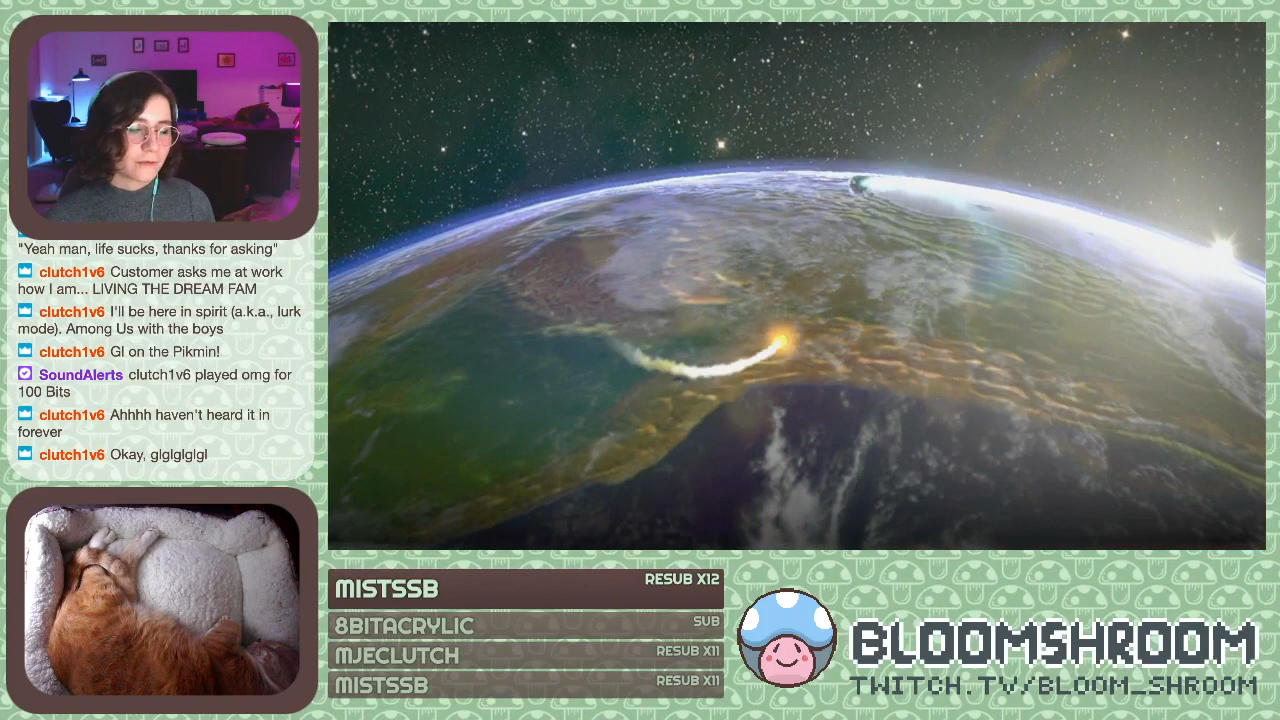 "Yeah man, life sucks, thanks for asking"
clutch1v6 Customer asks me at work
how I am... LIVING THE DREAM FAM
clutch1v6 I'll be here in spirit (a.k.a., lurk
mode). Among Us with the boys
clutch1v6 Gl on the Pikmin!
SoundAlerts clutch1v6 played omg for
100 Bits
clutch1v6 Ahhhh haven't heard it in
forever
clutch1v6 Okay, glglglglgl
MISTSSB RESUB X12
8BITACRYLIC SUB
MJECLUTCH RESUB X11
MISTSSB RESUB X11
BLOOMSHROOM
TWITCH.TV/BLOOM_SHROOM